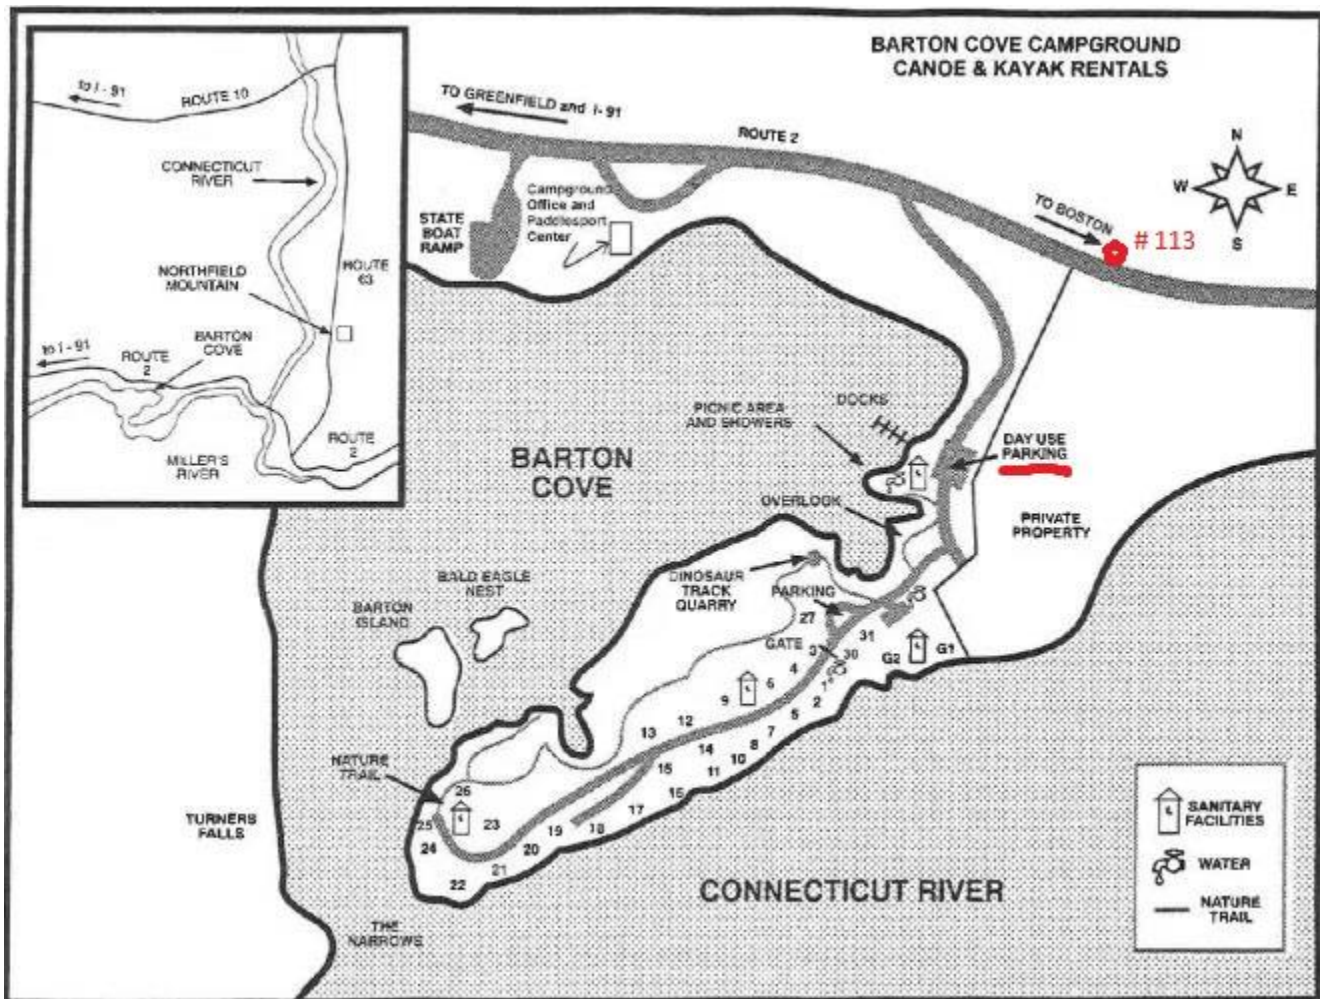 BARTON COVE CAMPGROUND
CANOE & KAYAK RENTALS
to I - 91
ROUTE 10
CONNECTICUT
RIVER
NORTHFIELD
MOUNTAIN
ROUTE
63
BARTON
COVE
to I - 91
ROUTE
2
MILLER'S
RIVER
ROUTE
2
TO GREENFIELD and I - 91
ROUTE 2
N
W
E
S
TO BOSTON
# 113
STATE
BOAT
RAMP
Campground
Office and
Paddlesport
Center
PICNIC AREA
AND SHOWERS
DOCKS
DAY USE
PARKING
BARTON
COVE
OVERLOOK
PRIVATE
PROPERTY
BALD EAGLE
NEST
BARTON
ISLAND
DINOSAUR
TRACK
QUARRY
PARKING
27
31
GATE
3
30
G2
G1
4
6
9
1
2
5
7
8
10
11
12
13
14
15
16
17
18
19
20
21
22
23
24
25
26
NATURE
TRAIL
TURNERS
FALLS
THE
NARROWS
CONNECTICUT RIVER
SANITARY
FACILITIES
WATER
NATURE
TRAIL